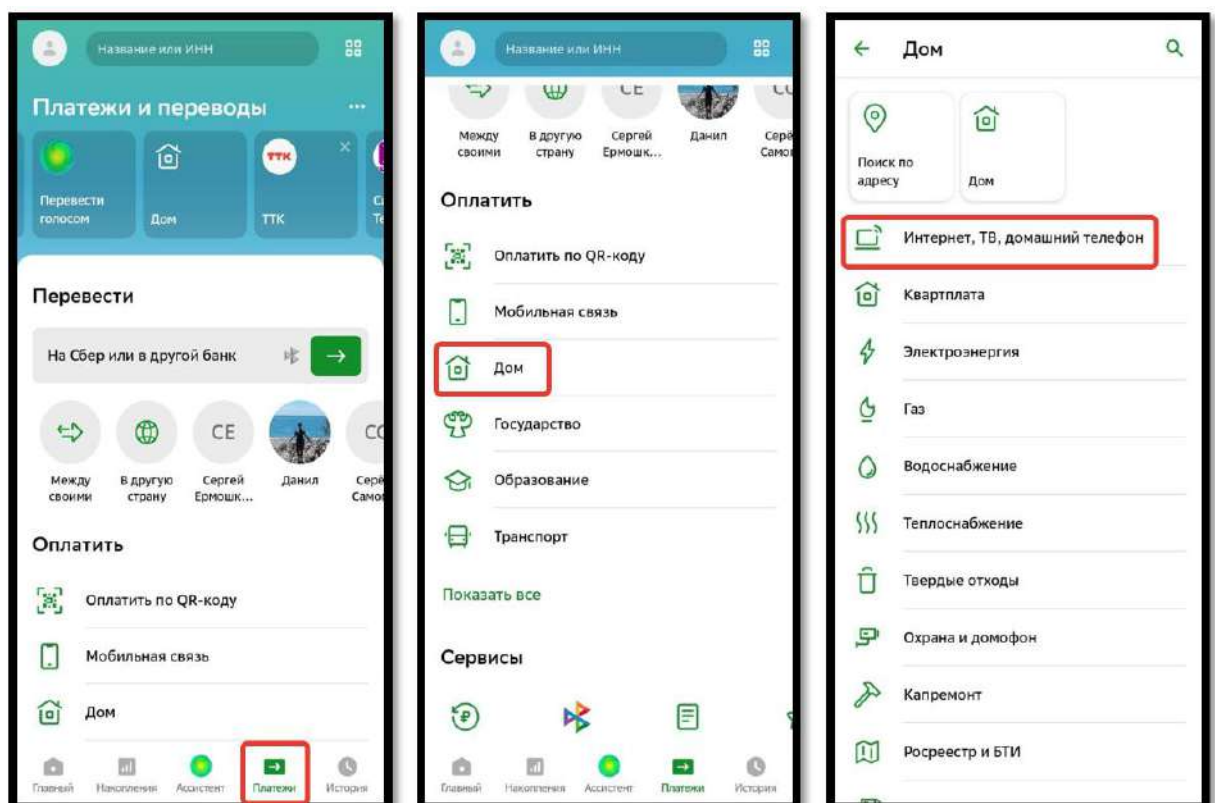 Название или ИНН
Платежи и переводы
ТТК
Перевести
голосом
Дом
ТТК
Перевести
На Сбер или в другой банк
СЕ
Между
своими
В другую
страну
Сергей
Ермошк...
Данил
Оплатить
Оплатить по QR-коду
Мобильная связь
Дом
Главный
Накопления
Ассистент
Платежи
История
Название или ИНН
Между
своими
В другую
страну
Сергей
Ермошк...
Данил
Оплатить
Оплатить по QR-коду
Мобильная связь
Дом
Государство
Образование
Транспорт
Показать все
Сервисы
Главный
Накопления
Ассистент
Платежи
История
Дом
Поиск по
адресу
Дом
Интернет, ТВ, домашний телефон
Квартплата
Электроэнергия
Газ
Водоснабжение
Теплоснабжение
Твердые отходы
Охрана и домофон
Капремонт
Росреестр и БТИ